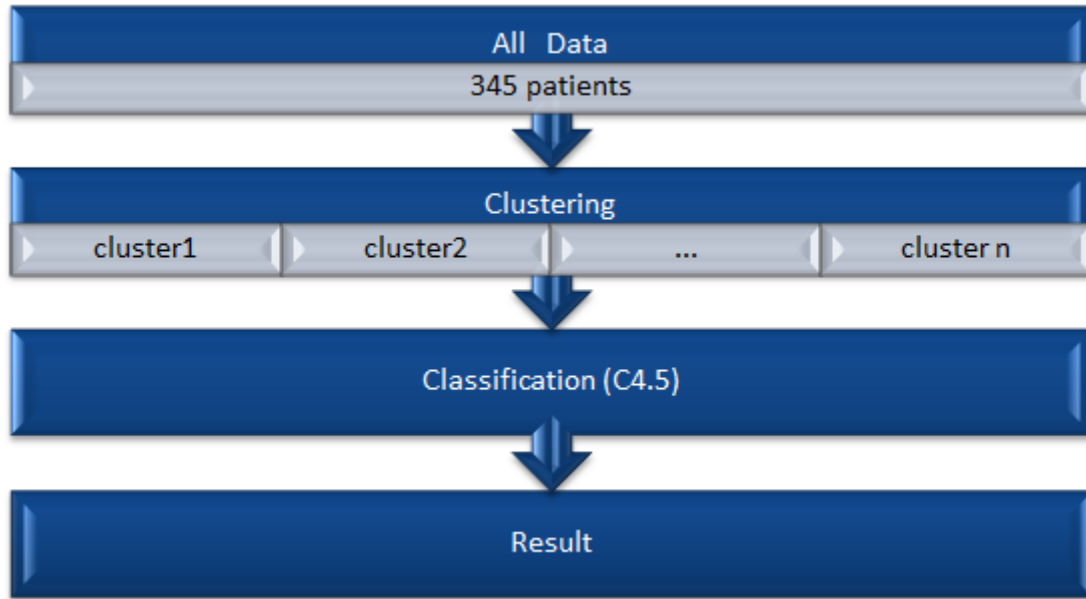 All Data
345 patients
Clustering
cluster1 cluster2 ... cluster n
Classification (C4.5)
Result